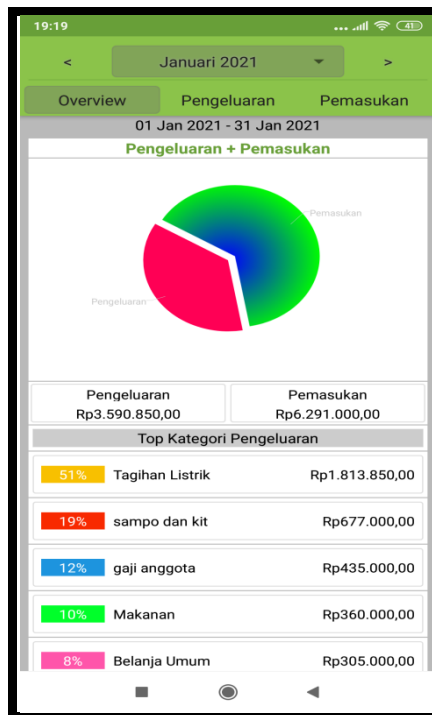 19:19
41
< Januari 2021 >
Overview Pengeluaran Pemasukan
01 Jan 2021 - 31 Jan 2021
Pengeluaran + Pemasukan
Pemasukan
Pengeluaran
Pengeluaran Pemasukan
Rp3.590.850,00 Rp6.291.000,00
Top Kategori Pengeluaran
51% Tagihan Listrik Rp1.813.850,00
19% sampo dan kit Rp677.000,00
12% gaji anggota Rp435.000,00
10% Makanan Rp360.000,00
8% Belanja Umum Rp305.000,00